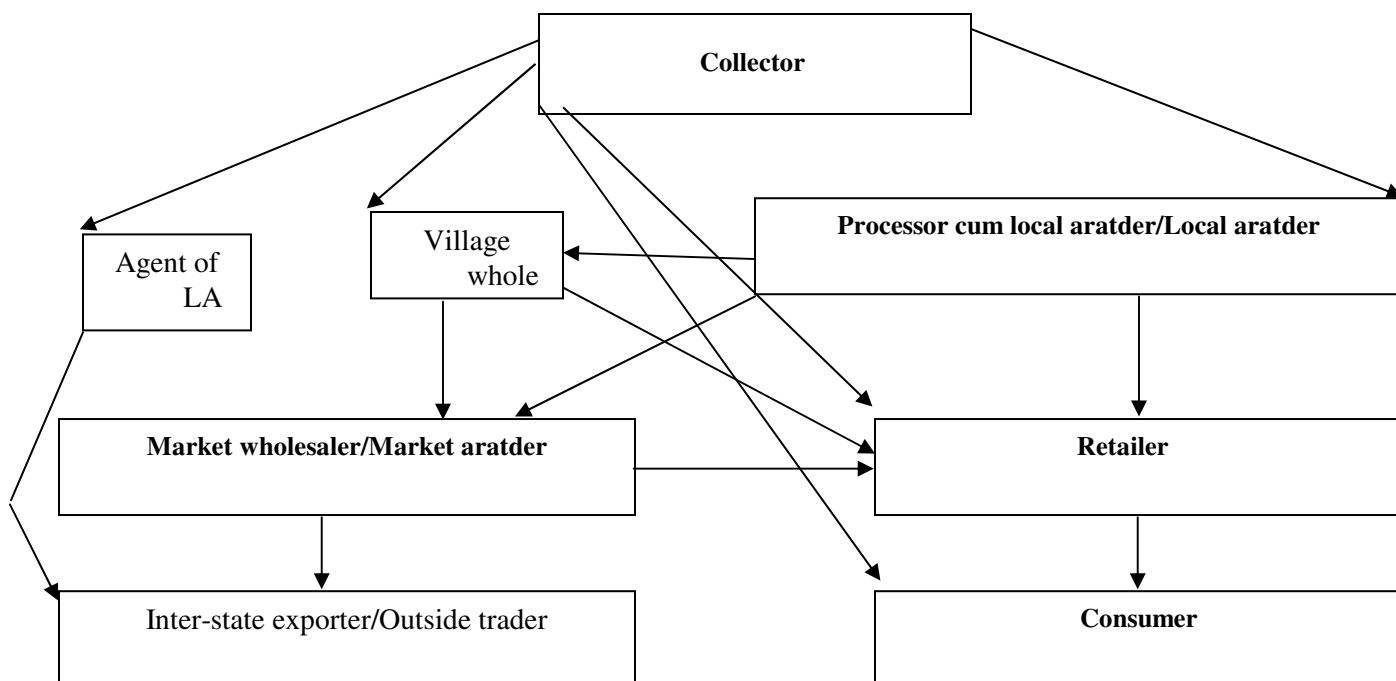 Collector
Processor cum local aratder/Local aratder
Village
whole
Agent of
LA
Market wholesaler/Market aratder
Retailer
Inter-state exporter/Outside trader
Consumer